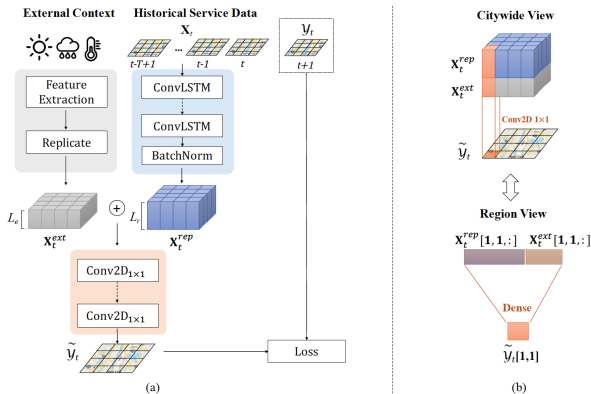 External Context
Historical Service Data
X_t
t-T+1
...
t-1
t
𝒴_t
t+1
Feature Extraction
Replicate
ConvLSTM
ConvLSTM
BatchNorm
L_e
X_t^ext
+
L_r
X_t^rep
Conv2D_1×1
Conv2D_1×1
𝒴̃_t
Loss
(a)
Citywide View
X_t^rep
X_t^ext
Conv2D 1×1
𝒴̃_t
Region View
X_t^rep[1,1,:] X_t^ext[1,1,:]
Dense
𝒴̃_t[1,1]
(b)